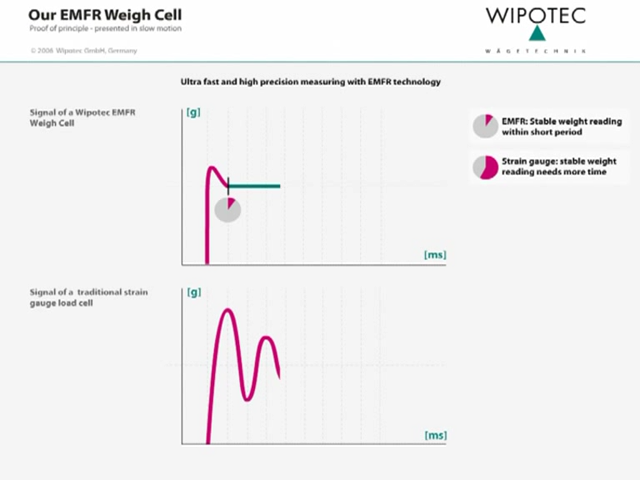 Our EMFR Weigh Cell
Proof of principle - presented in slow motion
© 2006 Wipotec GmbH, Germany
WIPOTEC
WÄGETECHNIK
Ultra fast and high precision measuring with EMFR technology
Signal of a Wipotec EMFR
Weigh Cell
[g]
[ms]
EMFR: Stable weight reading
within short period
Strain gauge: stable weight
reading needs more time
Signal of a traditional strain
gauge load cell
[g]
[ms]